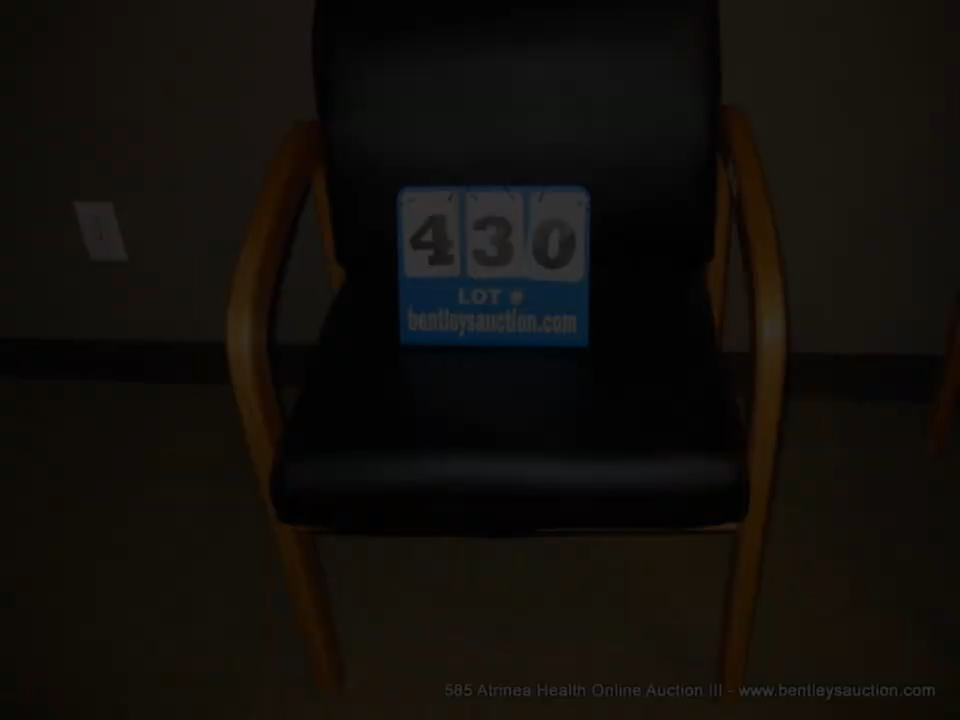 430
LOT #
bentleysauction.com
585 Atrinea Health Online Auction III - www.bentleysauction.com